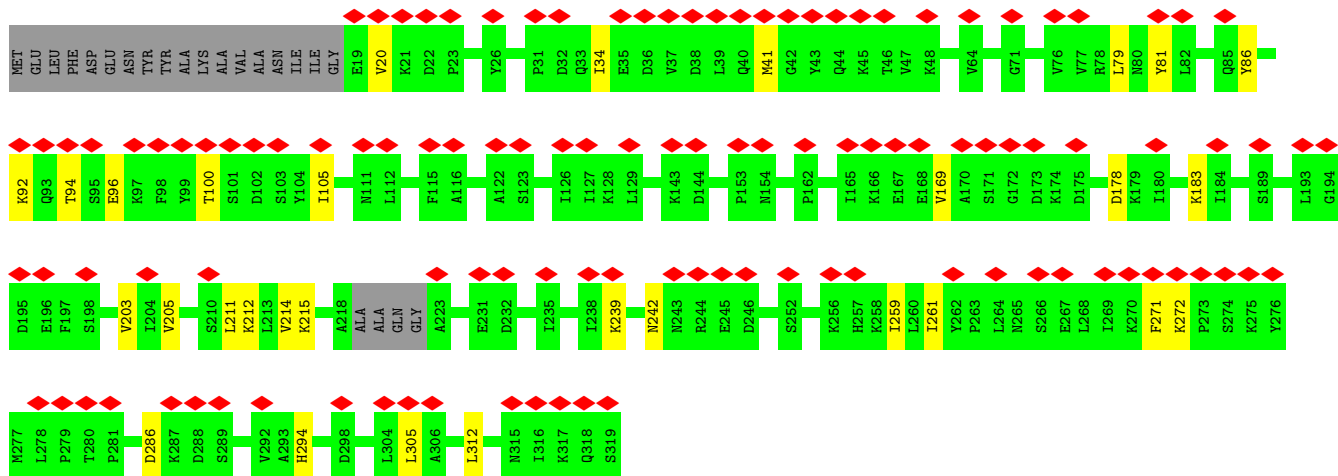 MET GLU LEU PHE ASP GLU ASN TYR TYR ALA LYS ALA VAL ALA ASN ILE ILE GLY E19 V20 K21 D22 P23 Y26 P31 D32 Q33 I34 E35 D36 V37 D38 L39 Q40 M41 G42 Y43 Q44 K45 T46 V47 K48 V64 G71 V76 V77 R78 L79 N80 Y81 L82 Q85 Y86
K92 Q93 T94 S95 E96 K97 F98 Y99 T100 S101 D102 S103 Y104 I105 N111 L112 F115 A116 A122 S123 I126 I127 K128 L129 K143 D144 P153 N154 P162 I165 K166 E167 E168 V169 A170 S171 G172 D173 K174 D175 D178 K179 I180 K183 I184 S189 L193 G194
D195 E196 F197 S198 V203 I204 V205 S210 L211 K212 L213 V214 K215 A218 ALA ALA GLN GLY A223 E231 D232 I235 I238 K239 N242 N243 R244 E245 D246 S252 K256 H257 K258 I259 L260 I261 Y262 P263 L264 N265 S266 E267 L268 I269 K270 F271 K272 P273 S274 K275 Y276
M277 L278 P279 T280 P281 D286 K287 D288 S289 V292 A293 H294 D298 L304 L305 A306 L312 N315 I316 K317 Q318 S319